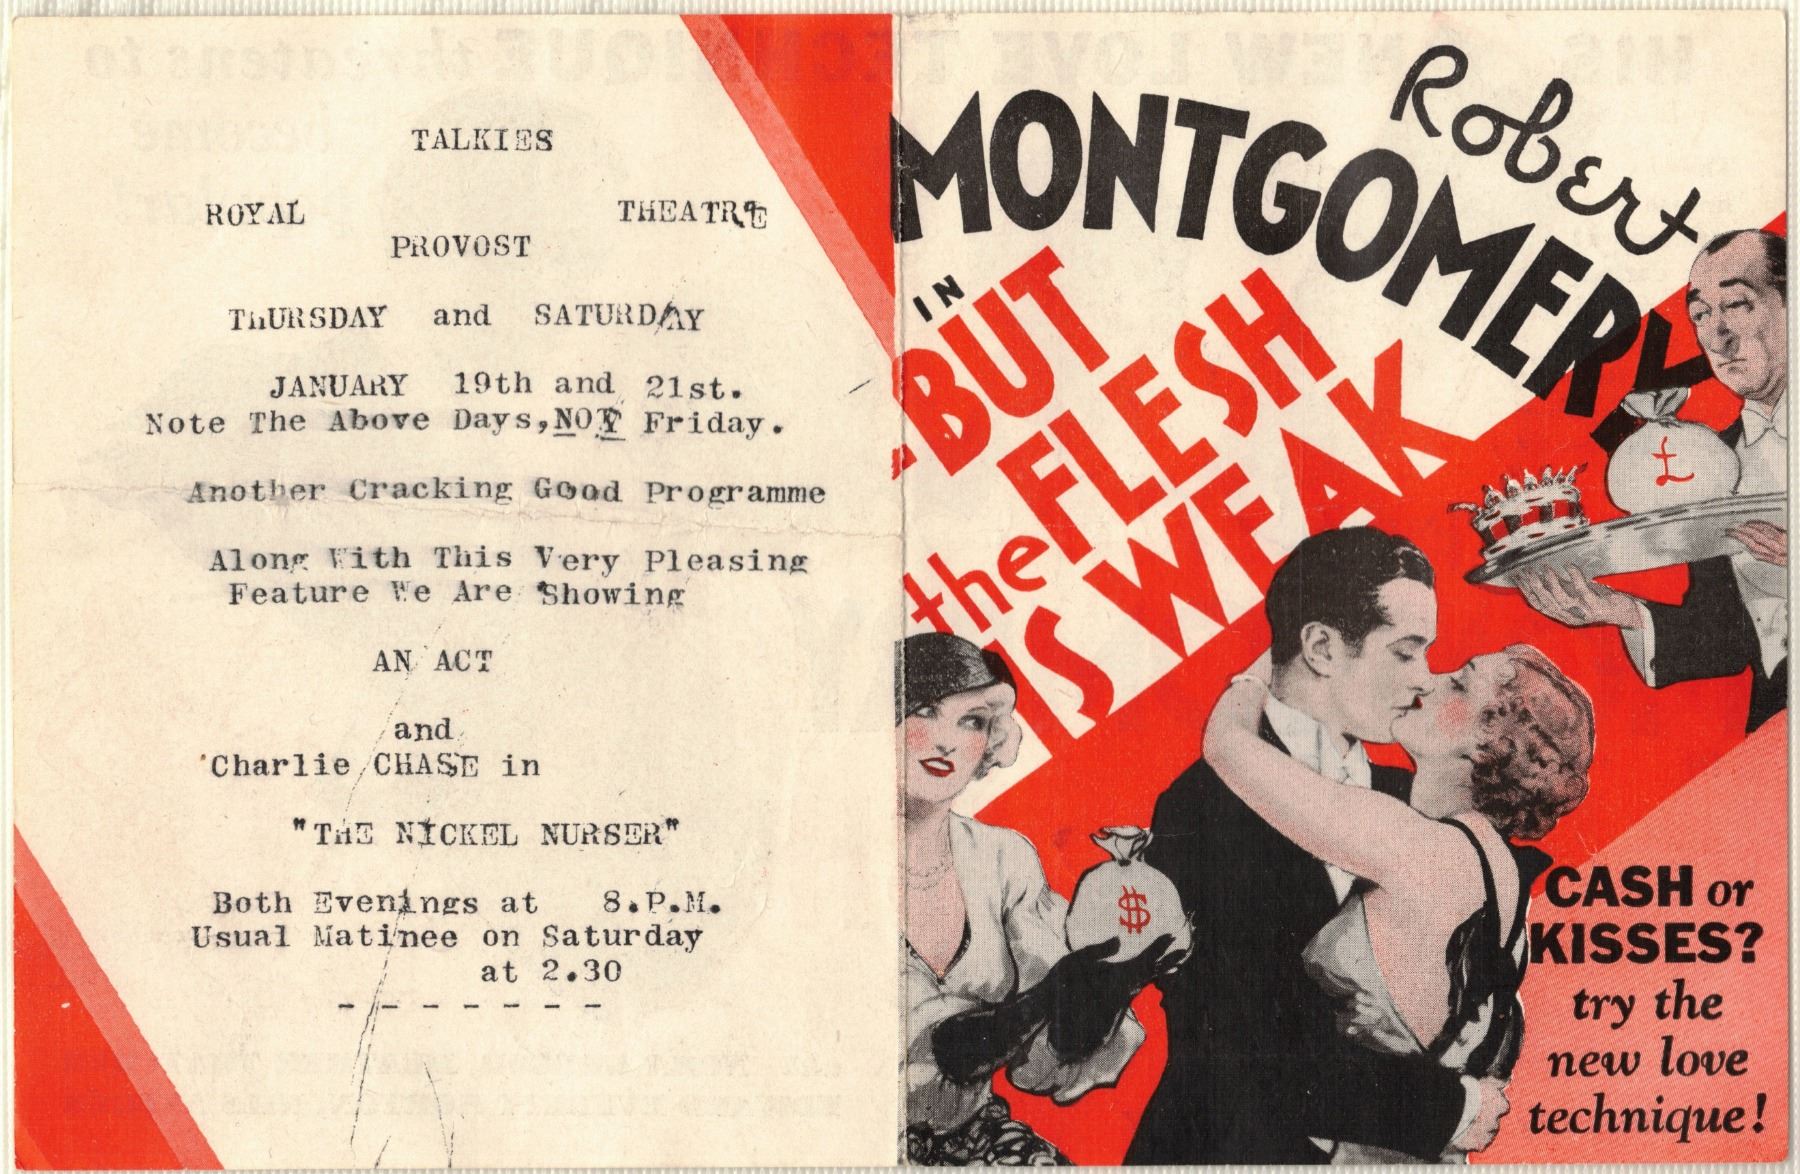 TALKIES
ROYAL THEATRE
PROVOST
THURSDAY and SATURDAY
JANUARY 19th and 21st.
Note The Above Days, NOT Friday.
Another Cracking Good Programme
Along With This Very Pleasing
Feature We Are Showing
AN ACT
and
Charlie CHASE in
"THE NICKEL NURSER"
Both Evenings at 8.P.M.
Usual Matinee on Saturday
at 2.30
- - - - - - -
Robert
MONTGOMERY
IN
BUT
the FLESH
IS WEAK
£
$
CASH or
KISSES?
try the
new love
technique!